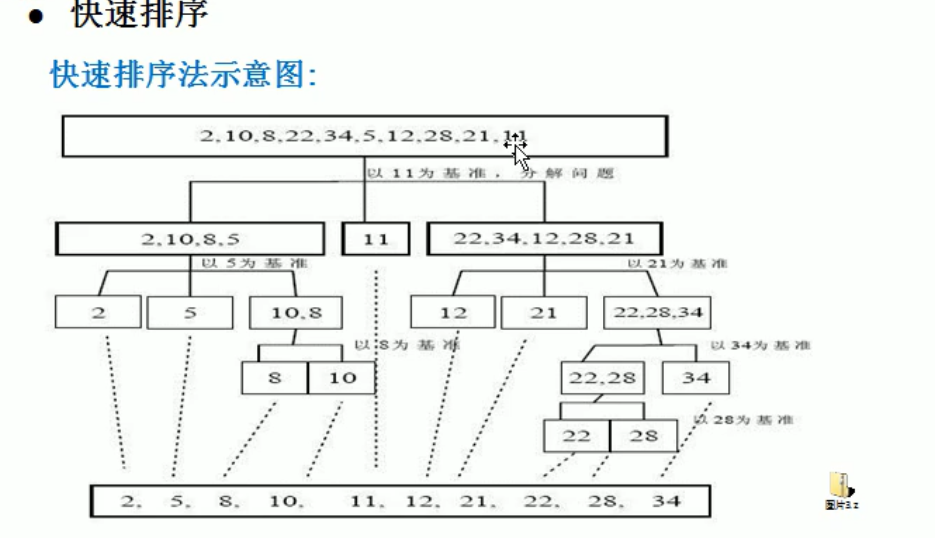 ● 快速排序
快速排序法示意图:
2,10,8,22,34,5,12,28,21,11
以 11为 基 准 , 分 解 问 题
2,10,8,5
11
22,34,12,28,21
以 5为 基 准
以 21为 基 准
2
5
10,8
12
21
22,28,34
以 8为 基 准
以 34为 基 准
8
10
22,28
34
以 28为 基 准
22
28
2, 5, 8, 10, 11, 12, 21, 22, 28, 34
图片3.z